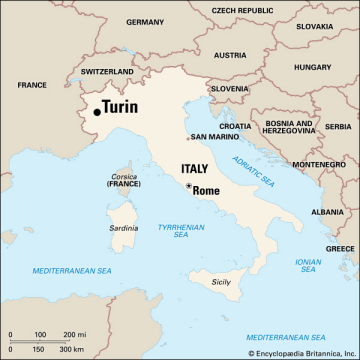 CZECH REPUBLIC
GERMANY
SLOVAKIA
AUSTRIA
HUNGARY
FRANCE
SWITZERLAND
SLOVENIA
Turin
CROATIA
BOSNIA AND
HERZEGOVINA
SERBIA
SAN MARINO
ITALY
ADRIATIC SEA
MONTENEGRO
Corsica
(FRANCE)
Rome
ALBANIA
Sardinia
TYRRHENIAN
SEA
GREECE
MEDITERRANEAN SEA
IONIAN
SEA
Sicily
0 100 200 mi
0 150 300 km
MEDITERRANEAN
SEA
© Encyclopædia Britannica, Inc.